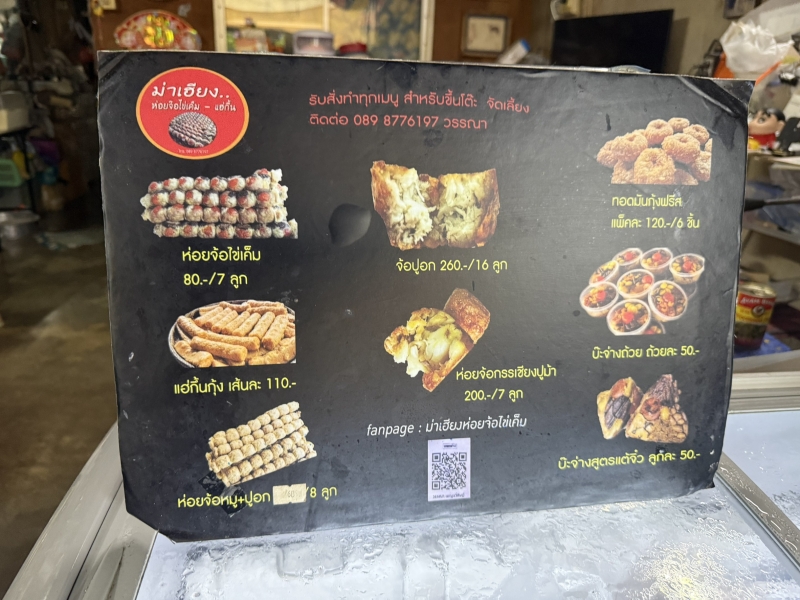 ม่าเฮียง..
ห่อยจ้อไข่เค็ม - แฮ่กึ๊น
รับสั่งทำทุกเมนู สำหรับขึ้นโต๊ะ จัดเลี้ยง
ติดต่อ 089 8776197 วรรณา
ห่อยจ้อไข่เค็ม
80.-/7 ลูก
จ้อปูอก 260.-/16 ลูก
ทอดมันกุ้งฟรีส
แพ็คละ 120.-/6 ชิ้น
แฮ่กึ๊นกุ้ง เส้นละ 110.-
ห่อยจ้อกรรเชียงปูม้า
200.-/7 ลูก
บ๊ะจ่างถ้วย ถ้วยละ 50.-
fanpage : ม่าเฮียงห่อยจ้อไข่เค็ม
บ๊ะจ่างสูตรแต้จิ๋ว ลูกละ 50.-
ห่อยจ้อหมู+ปูอก /8 ลูก